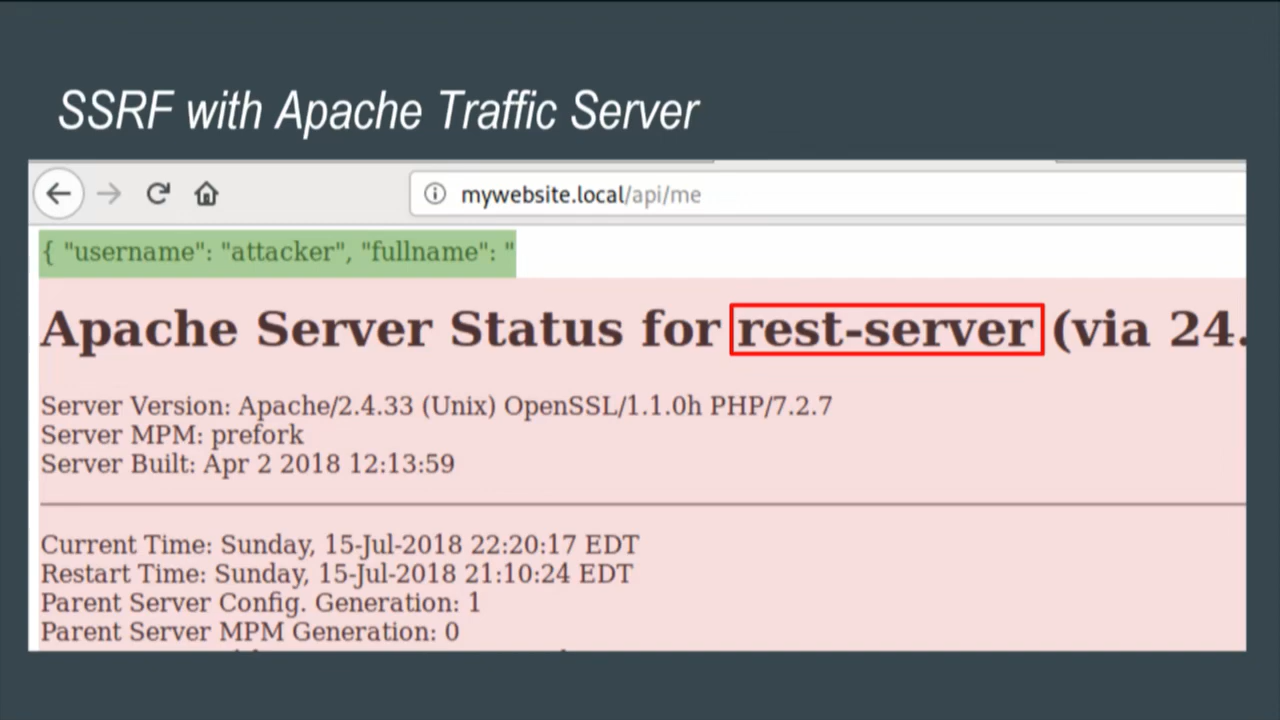 SSRF with Apache Traffic Server
mywebsite.local/api/me
{ "username": "attacker", "fullname": "
Apache Server Status for rest-server (via 24.
Server Version: Apache/2.4.33 (Unix) OpenSSL/1.1.0h PHP/7.2.7
Server MPM: prefork
Server Built: Apr 2 2018 12:13:59
Current Time: Sunday, 15-Jul-2018 22:20:17 EDT
Restart Time: Sunday, 15-Jul-2018 21:10:24 EDT
Parent Server Config. Generation: 1
Parent Server MPM Generation: 0